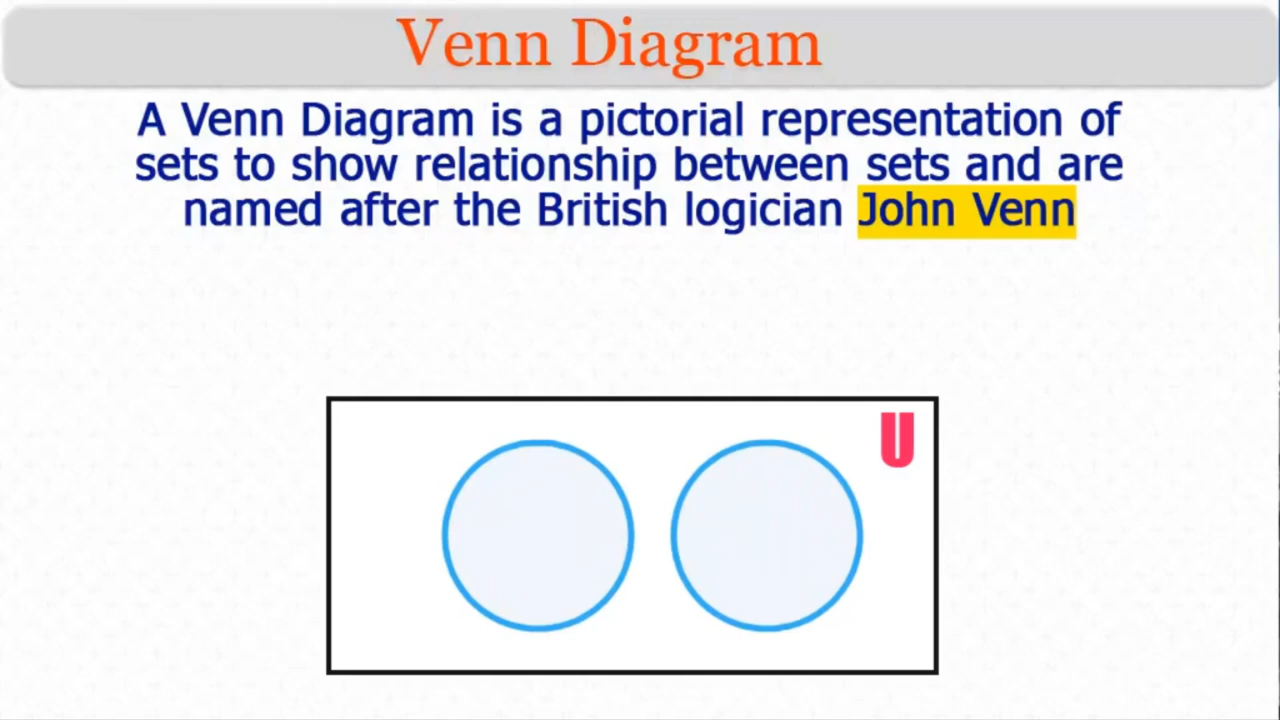 Venn Diagram
A Venn Diagram is a pictorial representation of
sets to show relationship between sets and are
named after the British logician John Venn
U